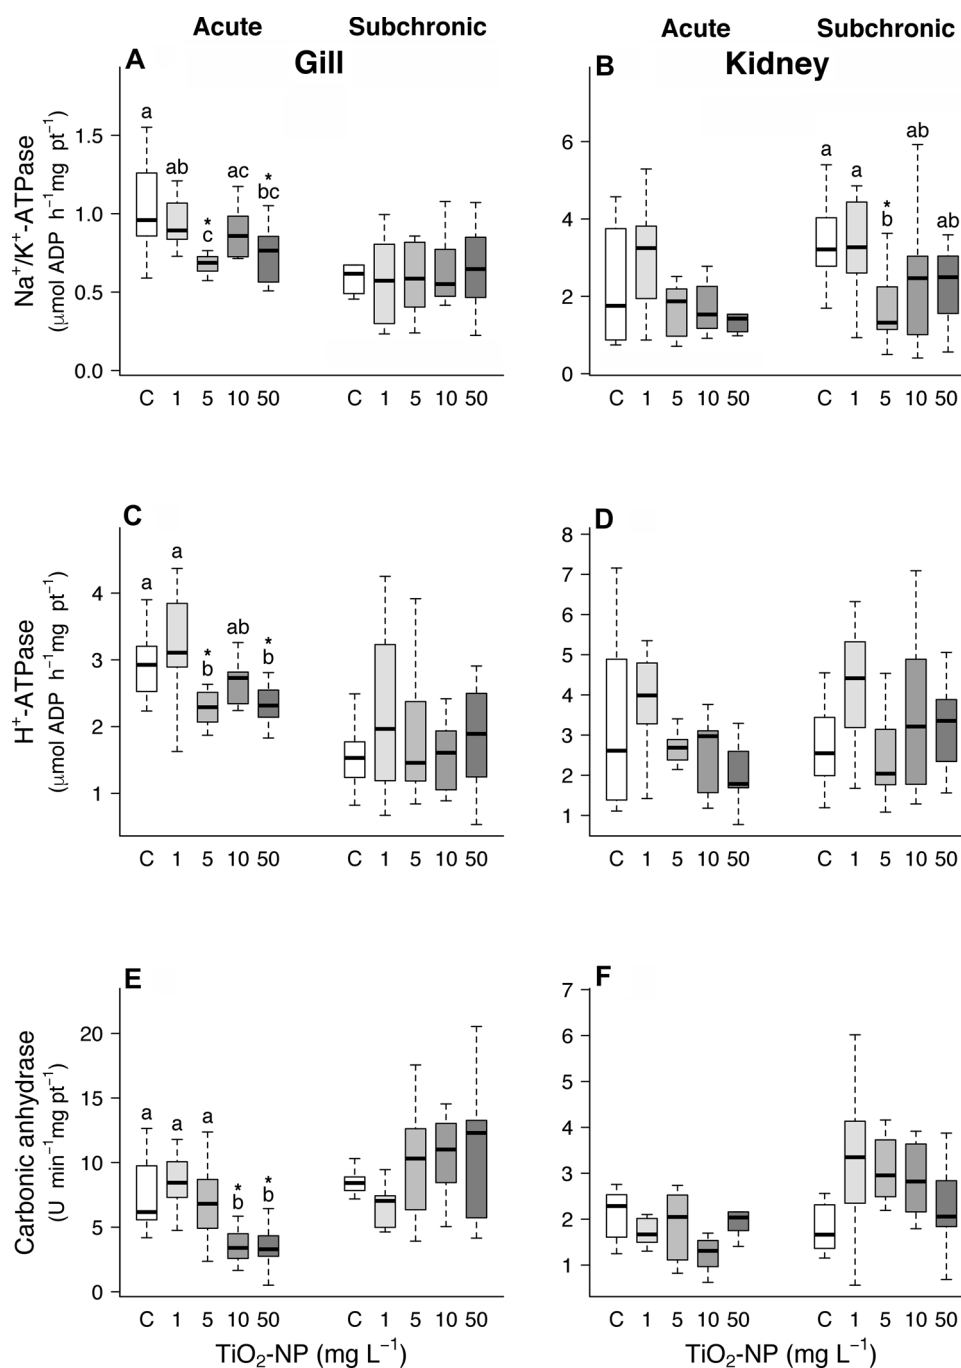 Acute Subchronic Acute Subchronic
A Gill B Kidney
Na⁺/K⁺-ATPase
(μmol ADP h⁻¹mg pt⁻¹)
1.5
1.0
0.5
0.0
a ab * c ac * bc
C 1 5 10 50 C 1 5 10 50
6
4
2
0
a a * b ab ab
C 1 5 10 50 C 1 5 10 50
C D
H⁺-ATPase
(μmol ADP h⁻¹mg pt⁻¹)
4
3
2
1
a a * b ab * b
C 1 5 10 50 C 1 5 10 50
8
7
6
5
4
3
2
1
C 1 5 10 50 C 1 5 10 50
E F
Carbonic anhydrase
(U min⁻¹mg pt⁻¹)
20
15
10
5
0
a a a * b * b
C 1 5 10 50 C 1 5 10 50
TiO₂-NP (mg L⁻¹)
7
6
5
4
3
2
1
C 1 5 10 50 C 1 5 10 50
TiO₂-NP (mg L⁻¹)